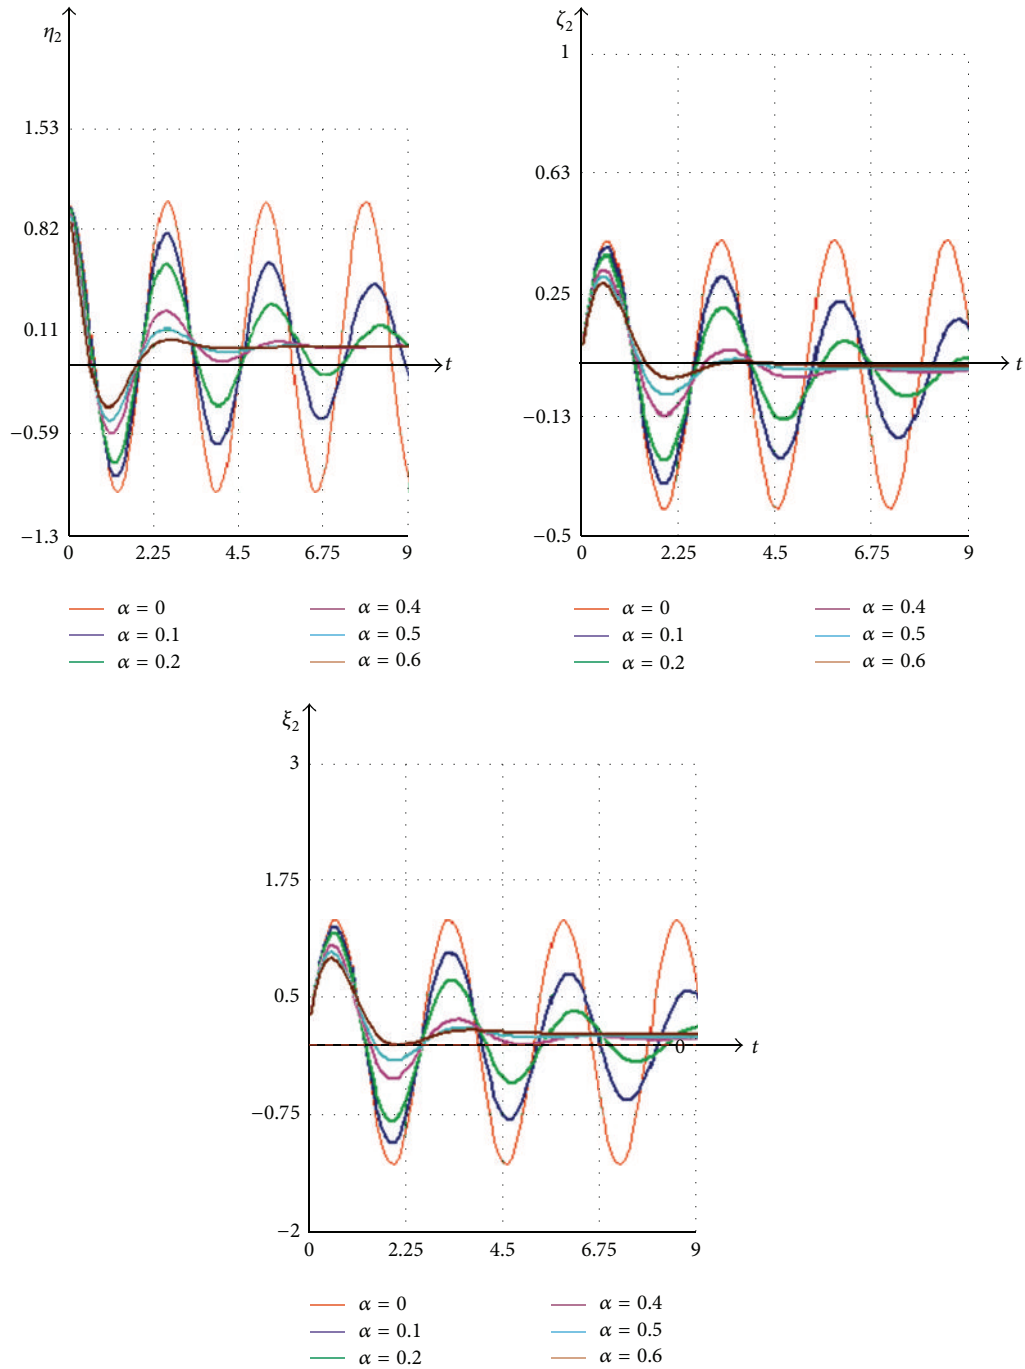 η₂
1.53
0.82
0.11
−0.59
−1.3
0 2.25 4.5 6.75 9
t
α = 0
α = 0.1
α = 0.2
α = 0.4
α = 0.5
α = 0.6
ζ₂
1
0.63
0.25
−0.13
−0.5
0 2.25 4.5 6.75 9
t
α = 0
α = 0.1
α = 0.2
α = 0.4
α = 0.5
α = 0.6
ξ₂
3
1.75
0.5
0 t
−0.75
−2
0 2.25 4.5 6.75 9
α = 0
α = 0.1
α = 0.2
α = 0.4
α = 0.5
α = 0.6